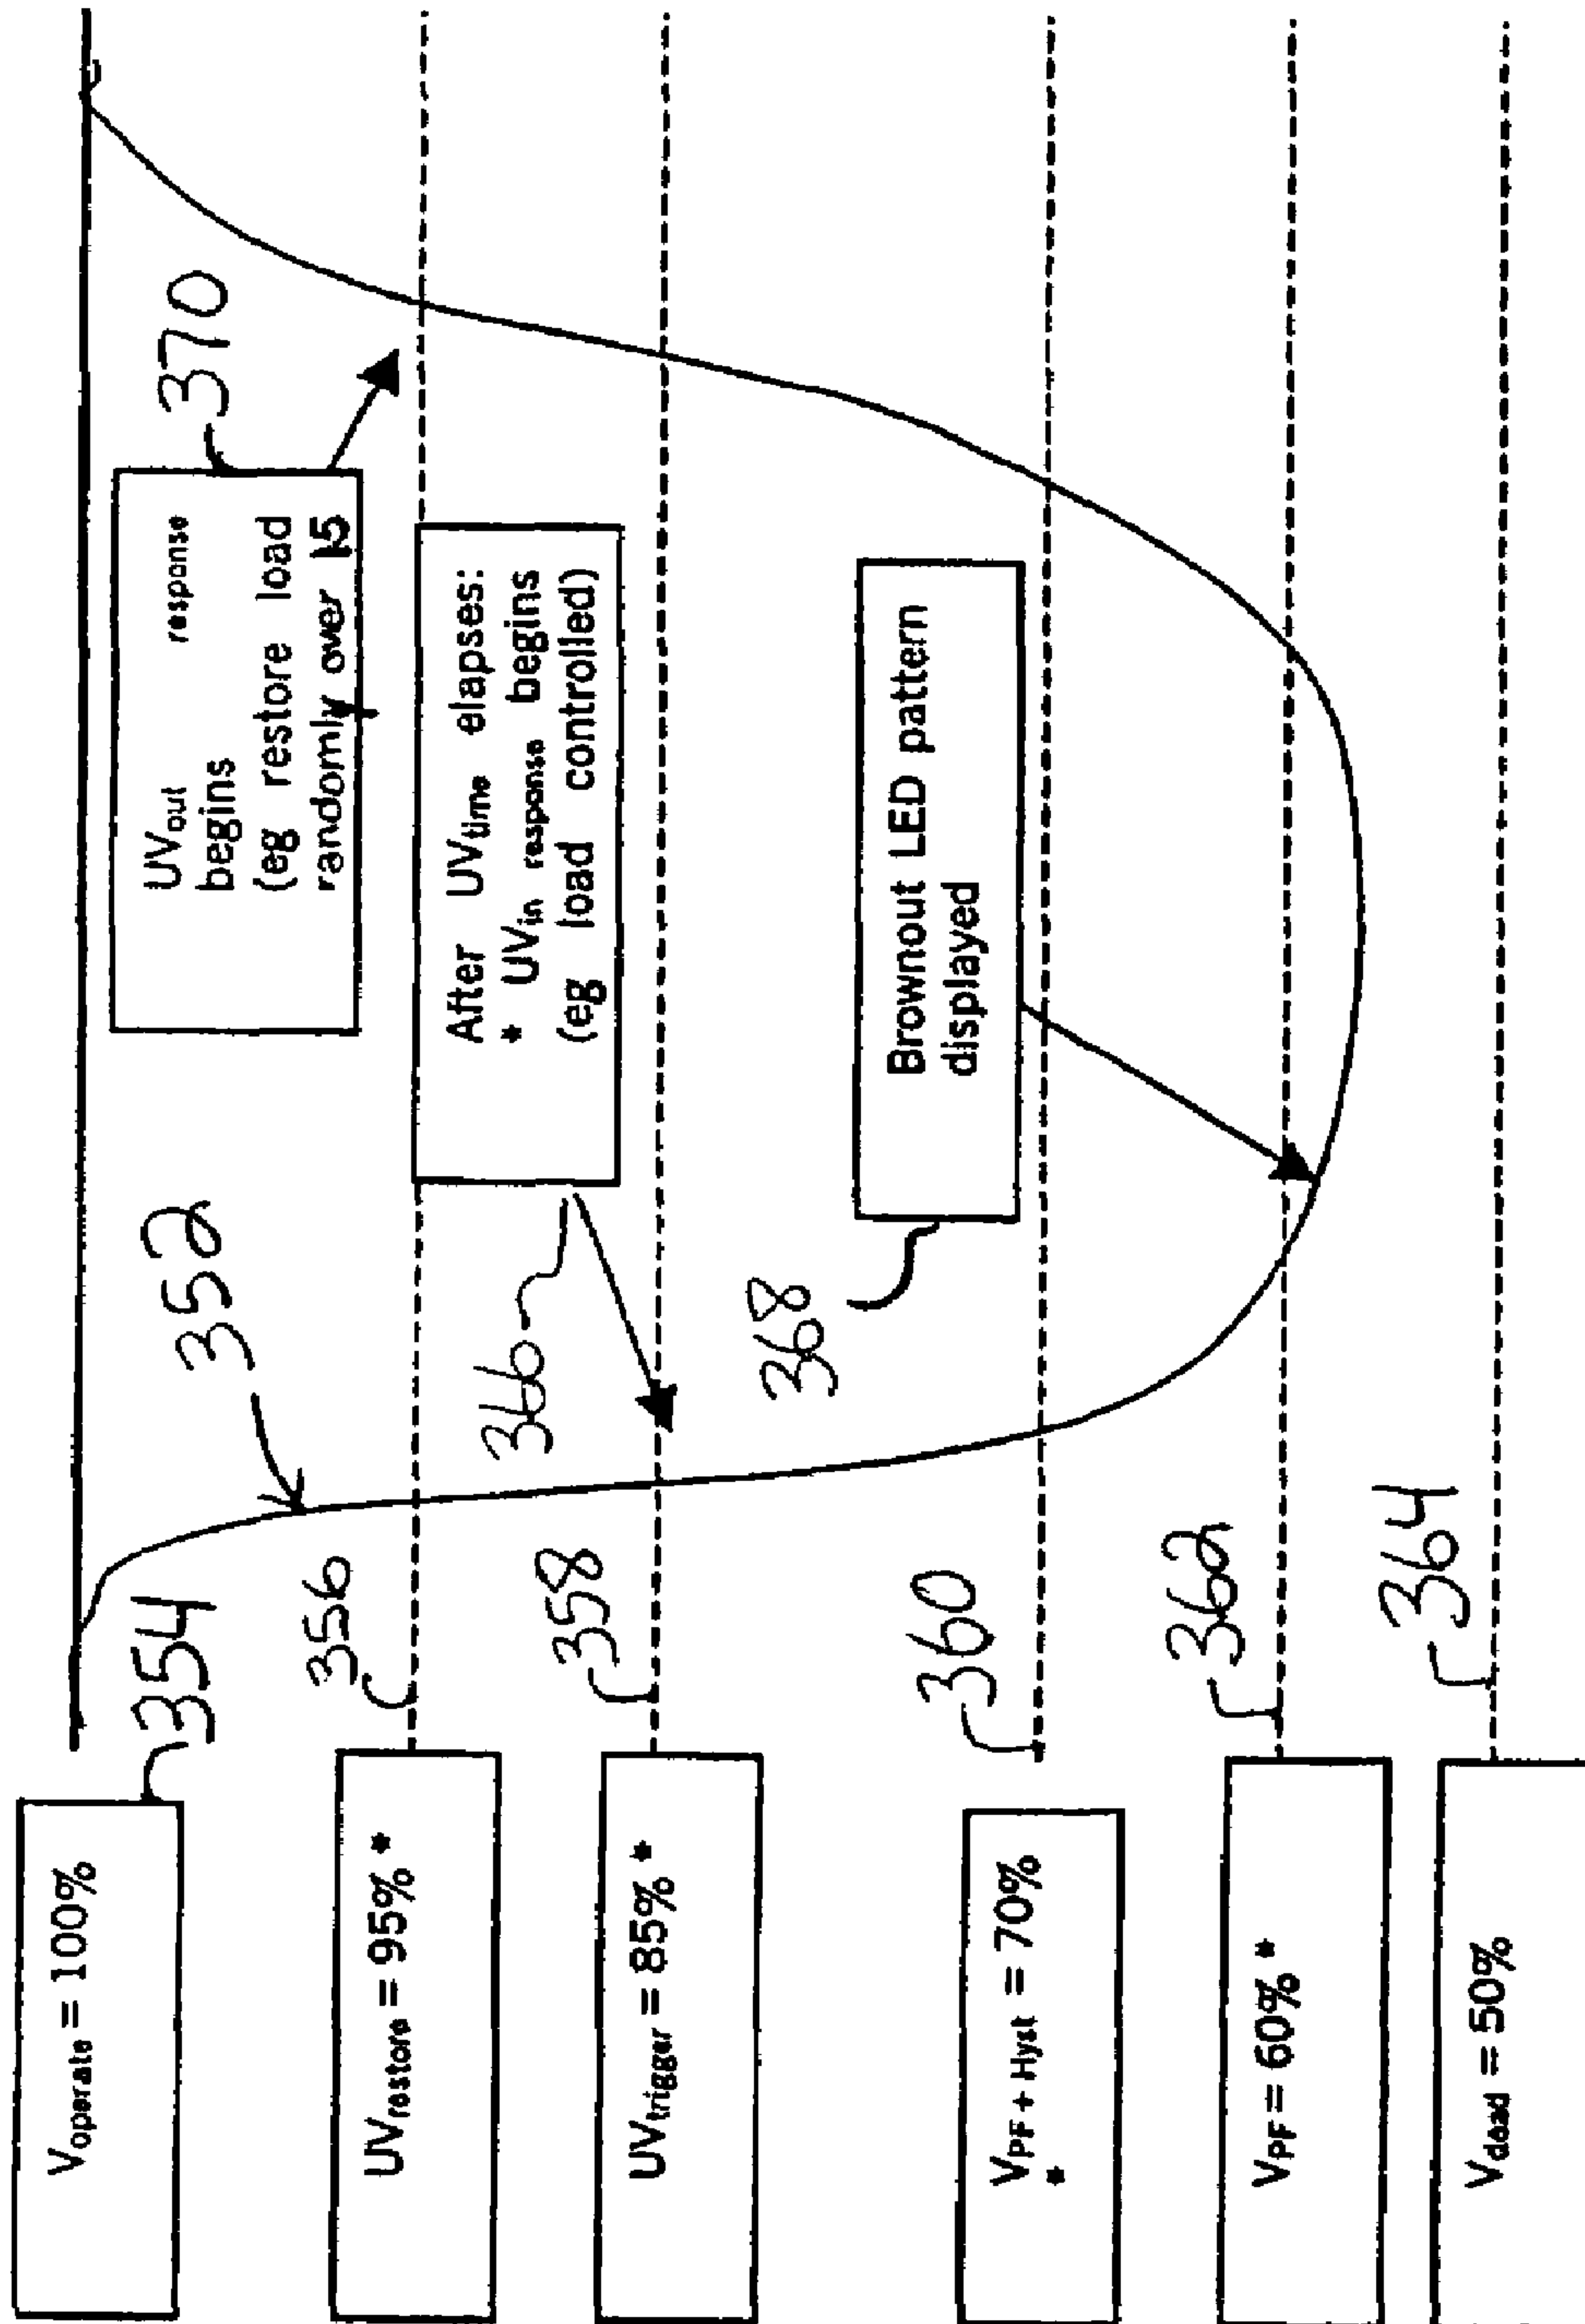 V_operate = 100%
354
352
UV_out response
begins
(eg restore load
randomly over 15
370
UV_restore = 95% *
356
After UV_time elapses:
* UV_in response begins
(eg load controlled)
366
UV_trigger = 85% *
358
Brownout LED pattern
displayed
368
V_PF + Hyst = 70%
*
360
V_PF = 60% *
362
V_dead = 50%
364